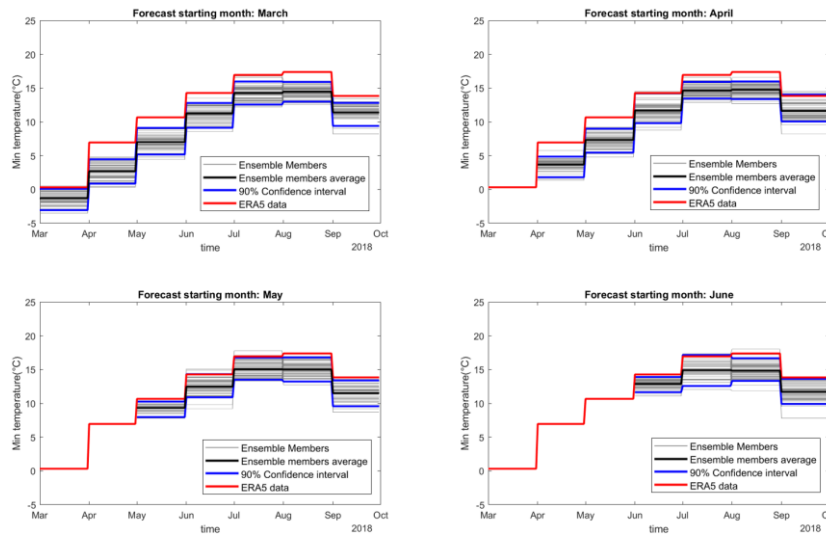 Forecast starting month: March
25
20
15
10
5
0
-5
Min temperature(°C)
Ensemble Members
Ensemble members average
90% Confidence interval
ERA5 data
Mar Apr May Jun Jul Aug Sep Oct
time
2018
Forecast starting month: April
25
20
15
10
5
0
-5
Min temperature(°C)
Ensemble Members
Ensemble members average
90% Confidence interval
ERA5 data
Mar Apr May Jun Jul Aug Sep Oct
time
2018
Forecast starting month: May
25
20
15
10
5
0
-5
Min temperature(°C)
Ensemble Members
Ensemble members average
90% Confidence interval
ERA5 data
Mar Apr May Jun Jul Aug Sep Oct
time
2018
Forecast starting month: June
25
20
15
10
5
0
-5
Min temperature(°C)
Ensemble Members
Ensemble members average
90% Confidence interval
ERA5 data
Mar Apr May Jun Jul Aug Sep Oct
time
2018